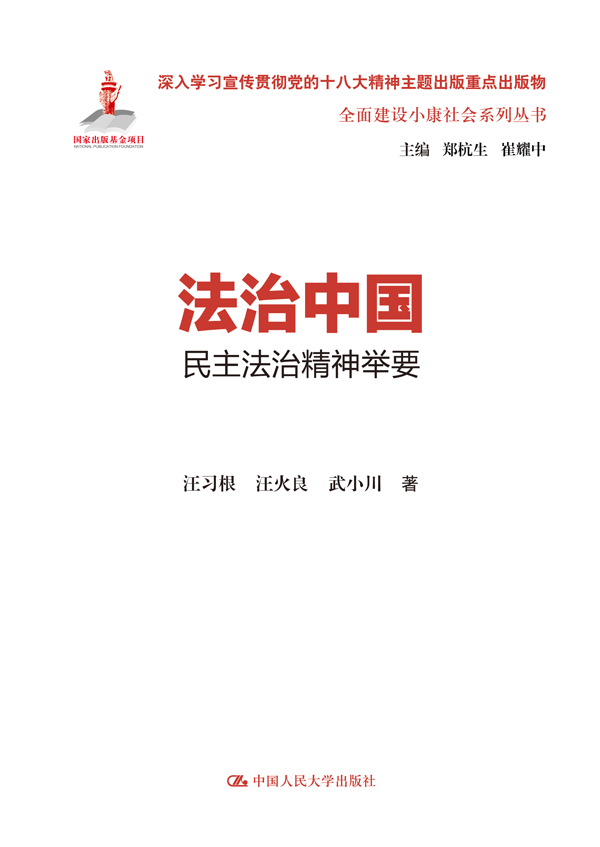 深入学习宣传贯彻党的十八大精神主题出版重点出版物
全面建设小康社会系列丛书
国家出版基金项目
NATIONAL PUBLICATION FOUNDATION
主编 郑杭生 崔耀中
法治中国
民主法治精神举要
汪习根 汪火良 武小川 著
中国人民大学出版社